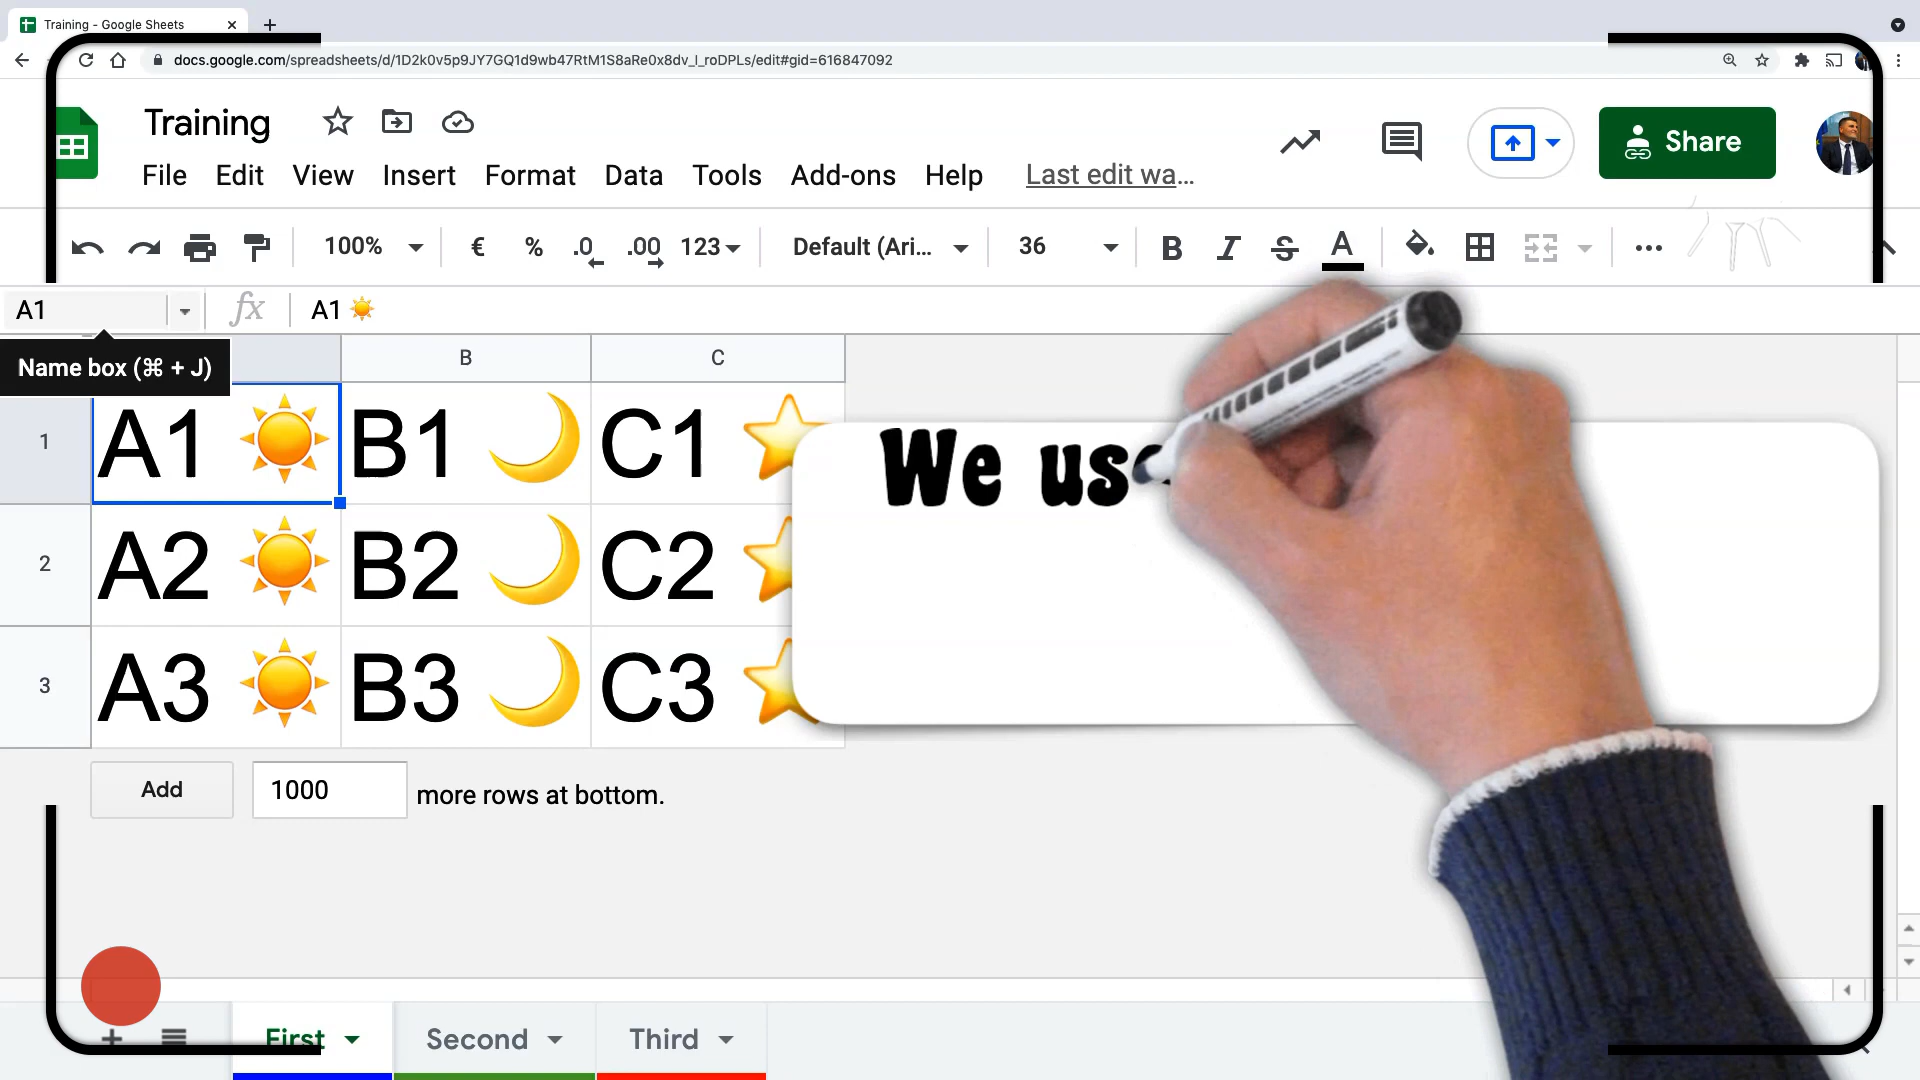 Training - Google Sheets
docs.google.com/spreadsheets/d/1D2k0v5p9JY7GQ1d9wb47RtM1S8aRe0x8dv_l_roDPLs/edit#gid=616847092
Training
Share
File Edit View Insert Format Data Tools Add-ons Help Last edit wa...
100% € % .0 .00 123 Default (Ari... 36 B I S A
A1 fx A1 ☀️
Name box (⌘ + J)
B C
1 A1 ☀️ B1 🌙 C1 ⭐
We us
2 A2 ☀️ B2 🌙 C2 ⭐
3 A3 ☀️ B3 🌙 C3 ⭐
Add 1000 more rows at bottom.
First Second Third